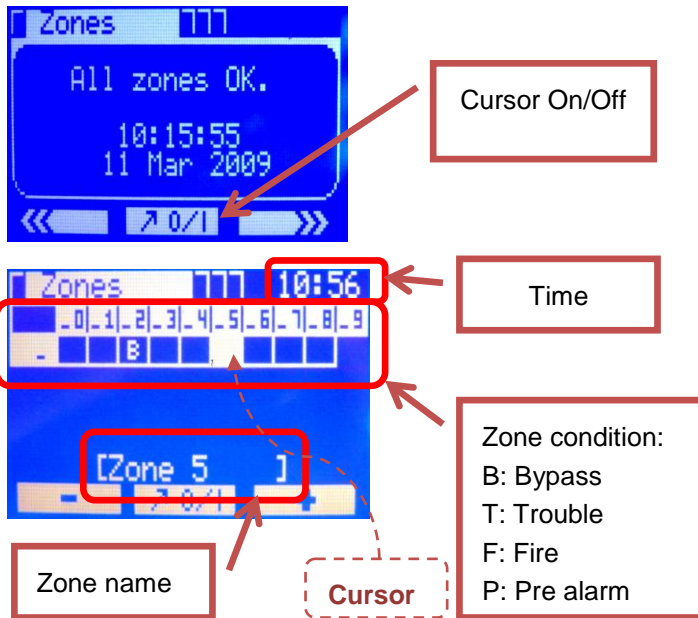 Zones
All zones OK.
10:15:55
11 Mar 2009
<< ↗ 0/I >>
Cursor On/Off
Zones 10:56
_0|_1|_2|_3|_4|_5|_6|_7|_8|_9
- B
[Zone 5 ]
- ↗ 0/I +
Time
Zone condition:
B: Bypass
T: Trouble
F: Fire
P: Pre alarm
Zone name
Cursor